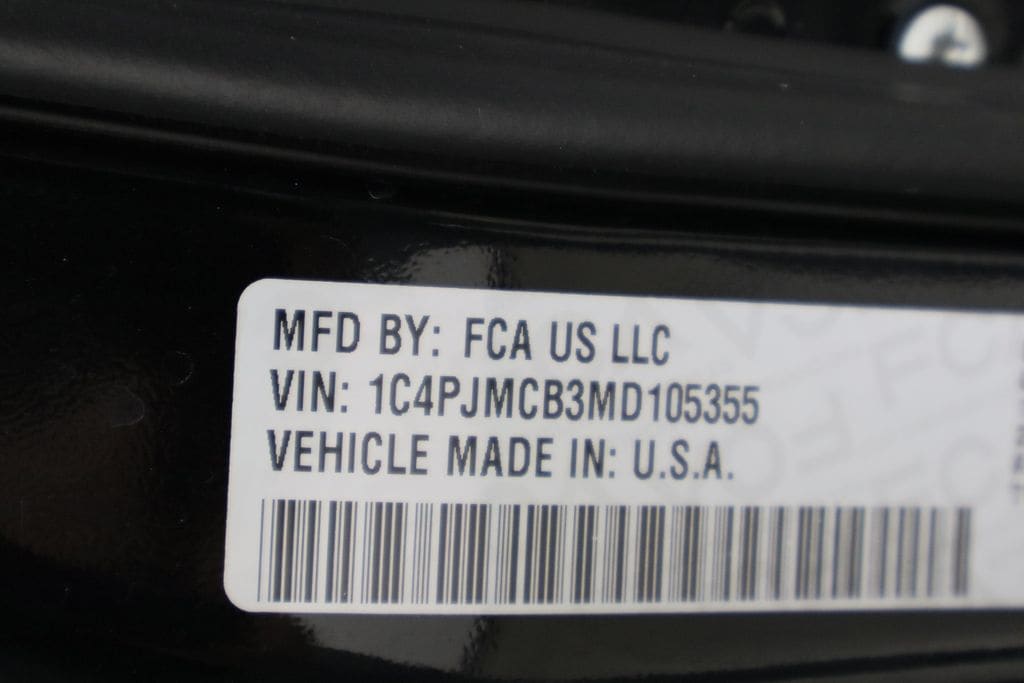 MFD BY: FCA US LLC
VIN: 1C4PJMCB3MD105355
VEHICLE MADE IN: U.S.A.